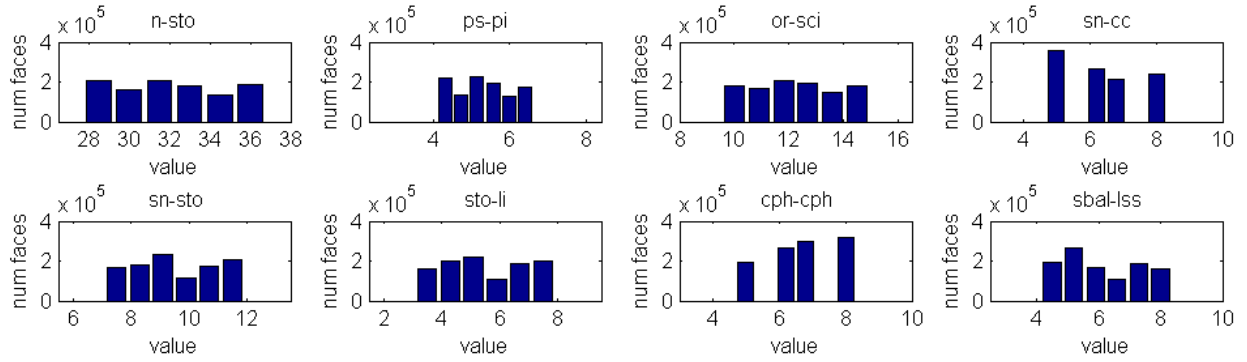 n-sto
x 10^5
num faces
4
2
0
28 30 32 34 36 38
value
ps-pi
x 10^5
num faces
4
2
0
4 6 8
value
or-sci
x 10^5
num faces
4
2
0
8 10 12 14 16
value
sn-cc
x 10^5
num faces
4
2
0
4 6 8 10
value
sn-sto
x 10^5
num faces
4
2
0
6 8 10 12
value
sto-li
x 10^5
num faces
4
2
0
2 4 6 8
value
cph-cph
x 10^5
num faces
4
2
0
4 6 8 10
value
sbal-lss
x 10^5
num faces
4
2
0
4 6 8 10
value